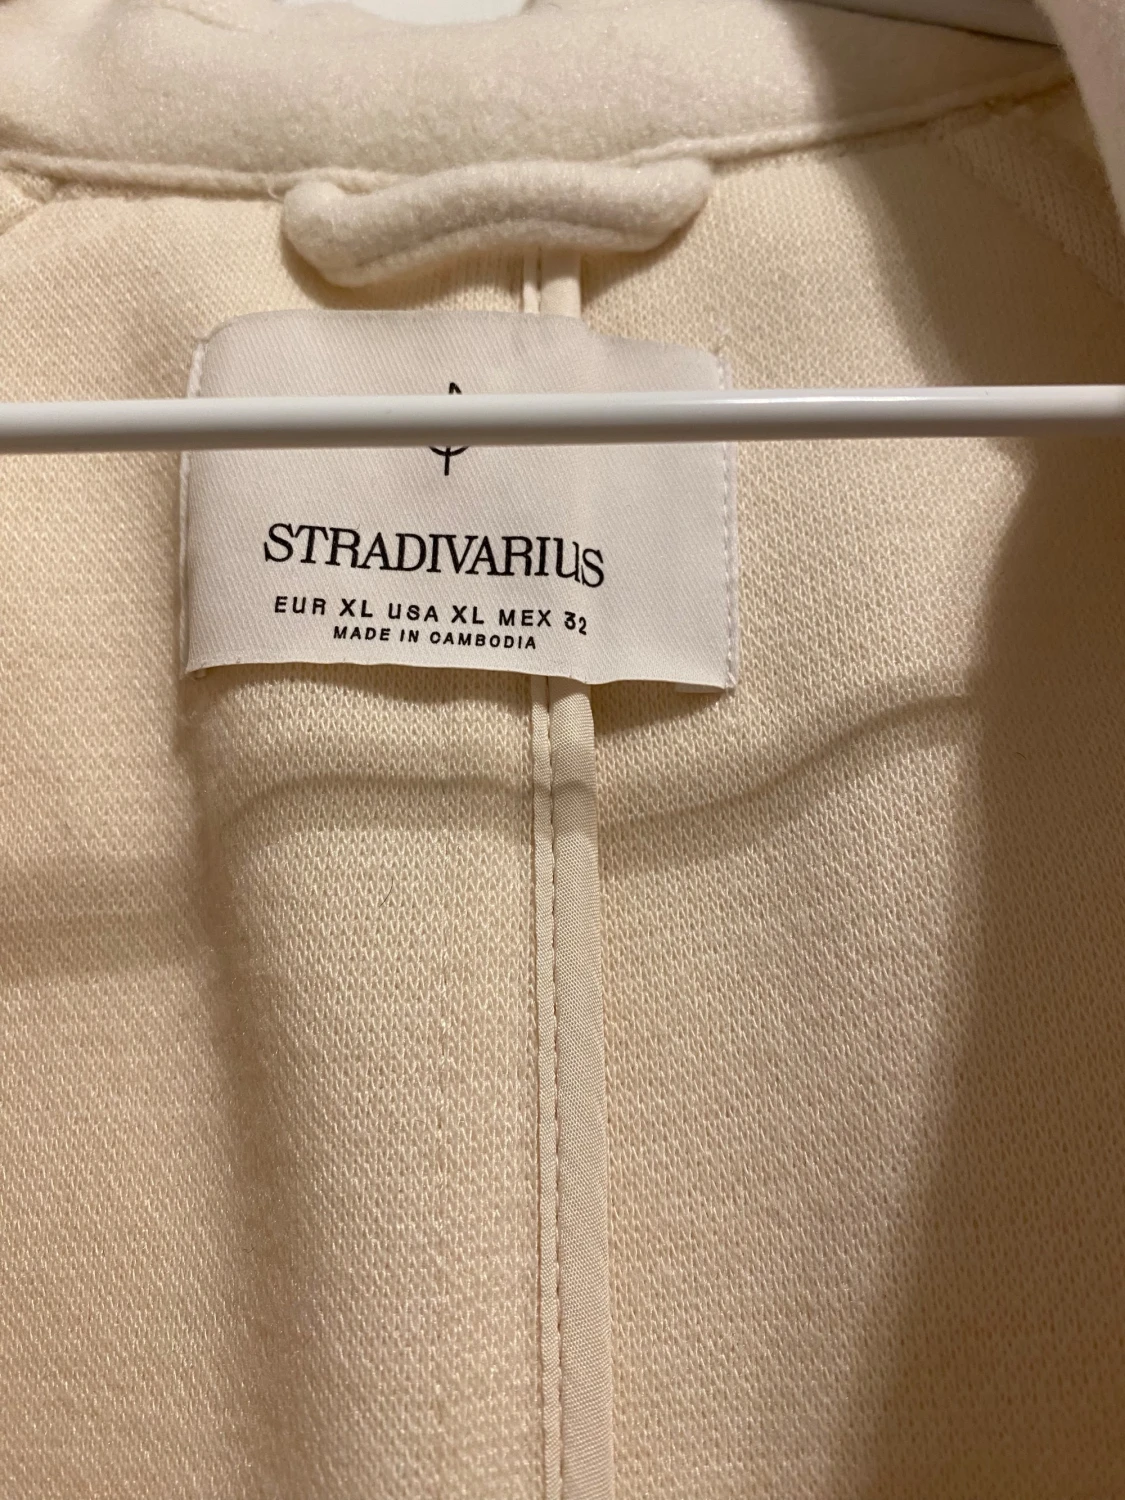 STRADIVARIUS
EUR XL USA XL MEX 32
MADE IN CAMBODIA